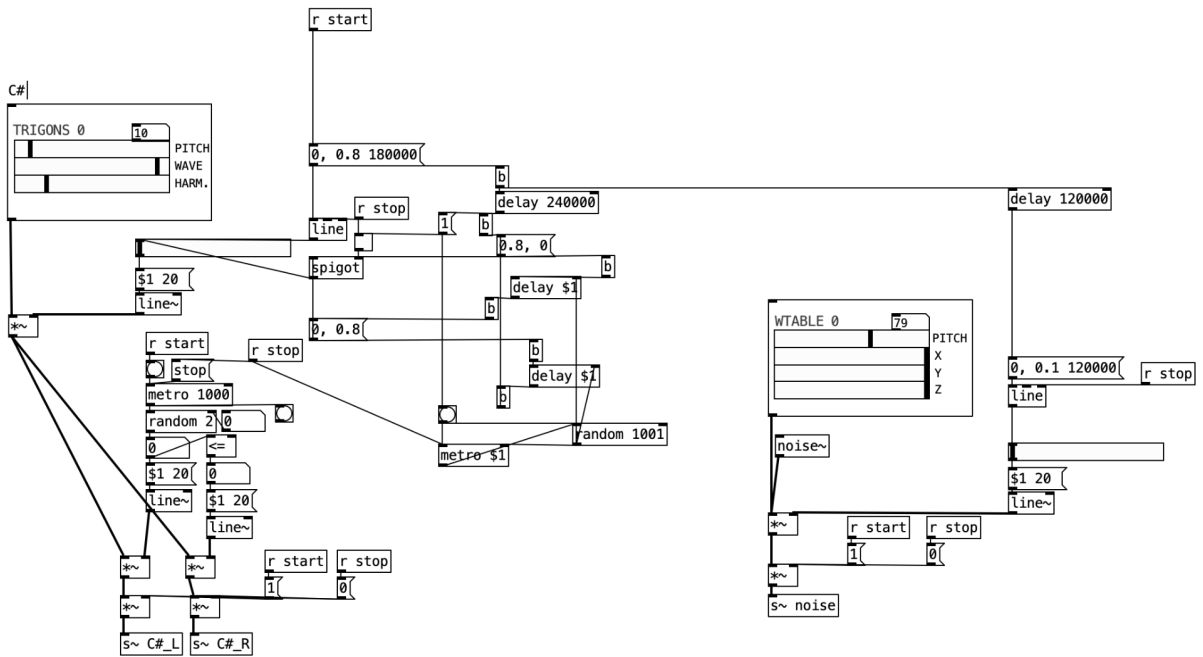 r start
C#
TRIGONS 0
10
PITCH
WAVE
HARM.
0, 0.8 180000
b
delay 240000
delay 120000
r stop
1
b
line
0.8, 0
spigot
b
$1 20
delay $1
line~
b
*~
0, 0.8
WTABLE 0
79
PITCH
X
Y
Z
r start
r stop
b
stop
delay $1
0, 0.1 120000
r stop
metro 1000
b
line
random 2
0
random 1001
0
<=
metro $1
noise~
$1 20
0
$1 20
line~
$1 20
line~
line~
*~
r start
r stop
1
0
*~
*~
r start
r stop
*~
1
0
s~ noise
*~
*~
s~ C#_L
s~ C#_R